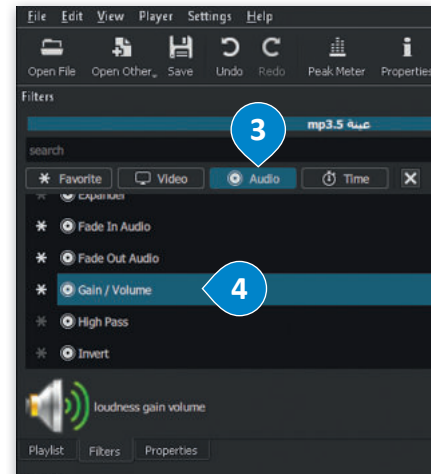 File Edit View Player Settings Help
Open File Open Other... Save Undo Redo Peak Meter Properties
Filters
3
عينة mp3.5
search
Favorite Video Audio Time
Expander
Fade In Audio
Fade Out Audio
Gain / Volume
4
High Pass
Invert
loudness gain volume
Playlist Filters Properties